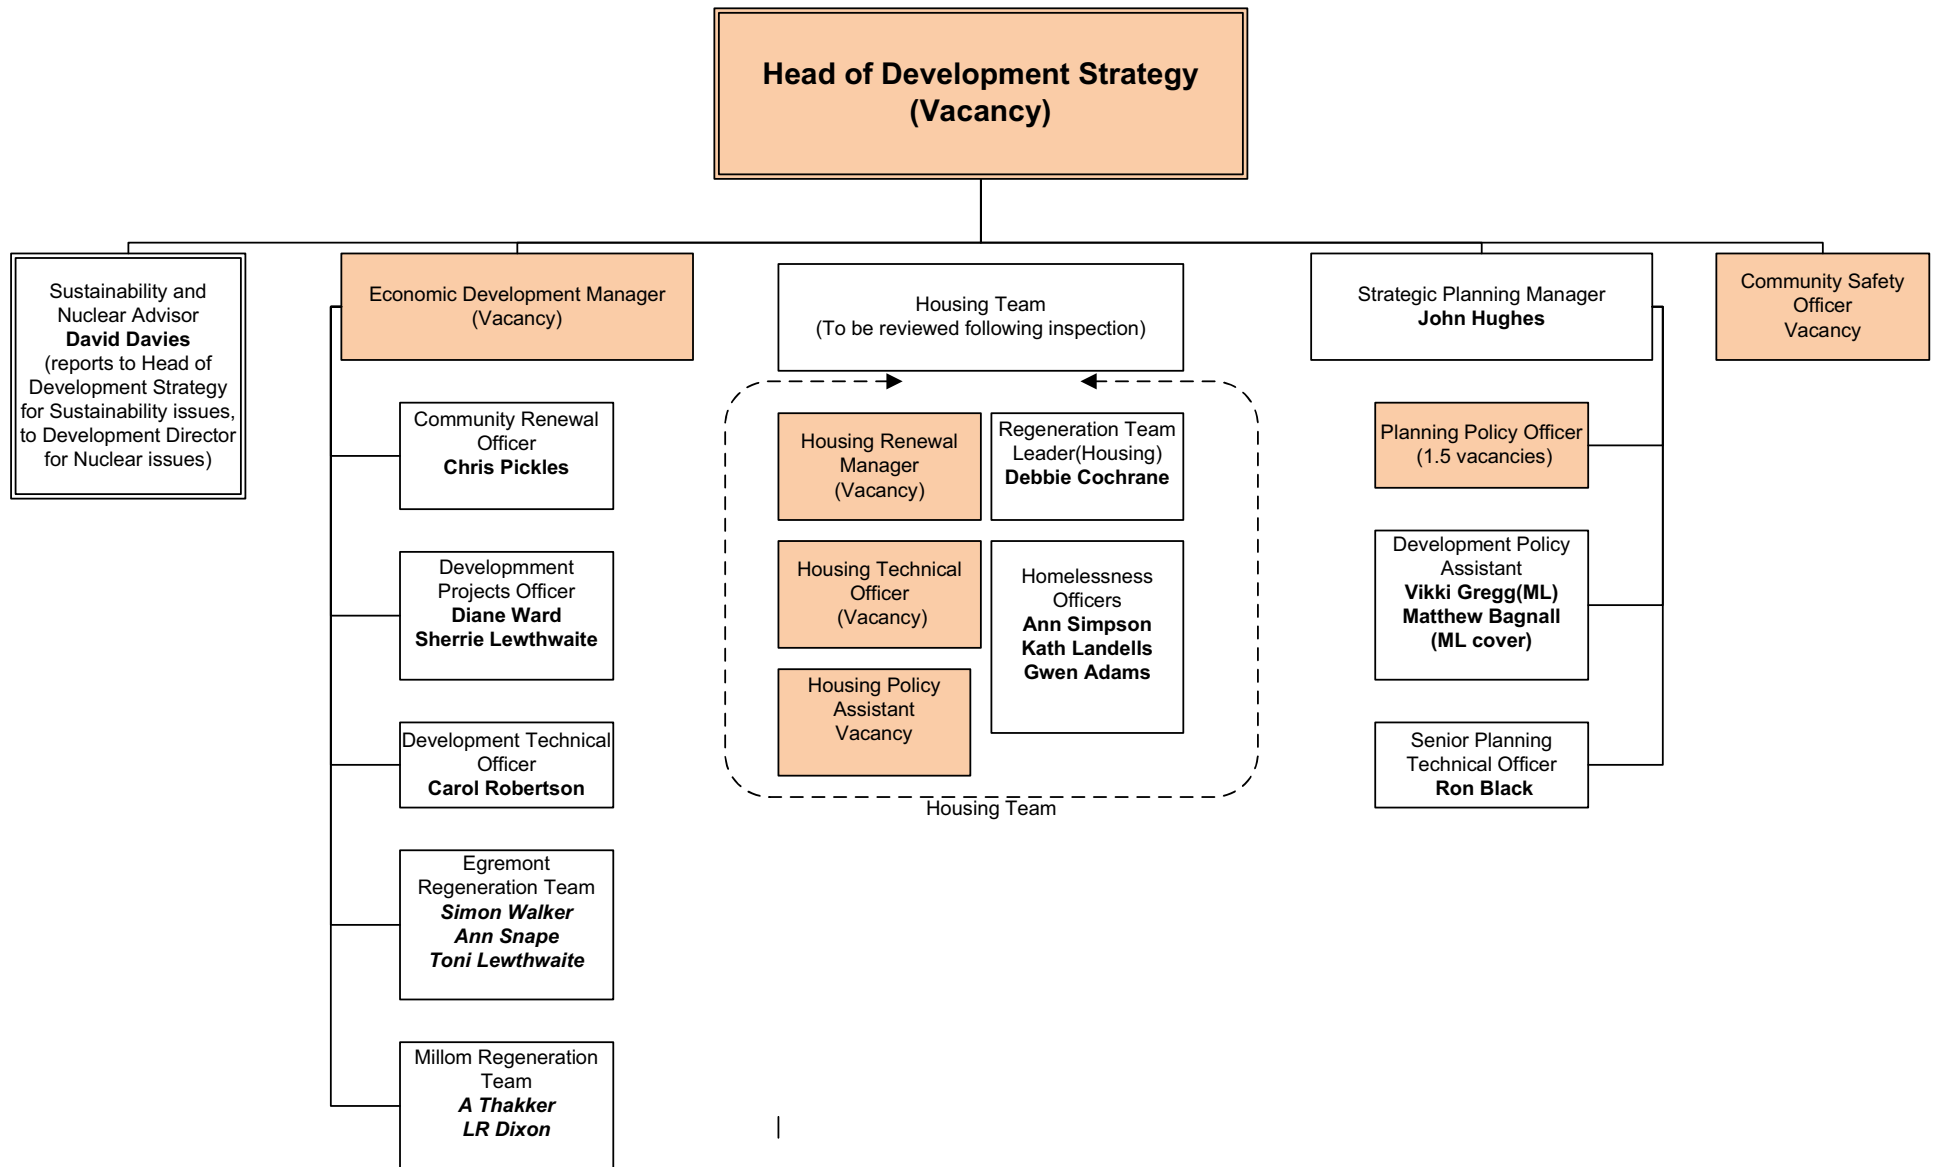 Head of Development Strategy
(Vacancy)
Sustainability and
Nuclear Advisor
David Davies
(reports to Head of
Development Strategy
for Sustainability issues,
to Development Director
for Nuclear issues)
Economic Development Manager
(Vacancy)
Community Renewal
Officer
Chris Pickles
Developmment
Projects Officer
Diane Ward
Sherrie Lewthwaite
Development Technical
Officer
Carol Robertson
Egremont
Regeneration Team
Simon Walker
Ann Snape
Toni Lewthwaite
Millom Regeneration
Team
A Thakker
LR Dixon
Housing Team
(To be reviewed following inspection)
Housing Renewal
Manager
(Vacancy)
Regeneration Team
Leader(Housing)
Debbie Cochrane
Housing Technical
Officer
(Vacancy)
Homelessness
Officers
Ann Simpson
Kath Landells
Gwen Adams
Housing Policy
Assistant
Vacancy
Housing Team
Strategic Planning Manager
John Hughes
Planning Policy Officer
(1.5 vacancies)
Development Policy
Assistant
Vikki Gregg(ML)
Matthew Bagnall
(ML cover)
Senior Planning
Technical Officer
Ron Black
Community Safety
Officer
Vacancy